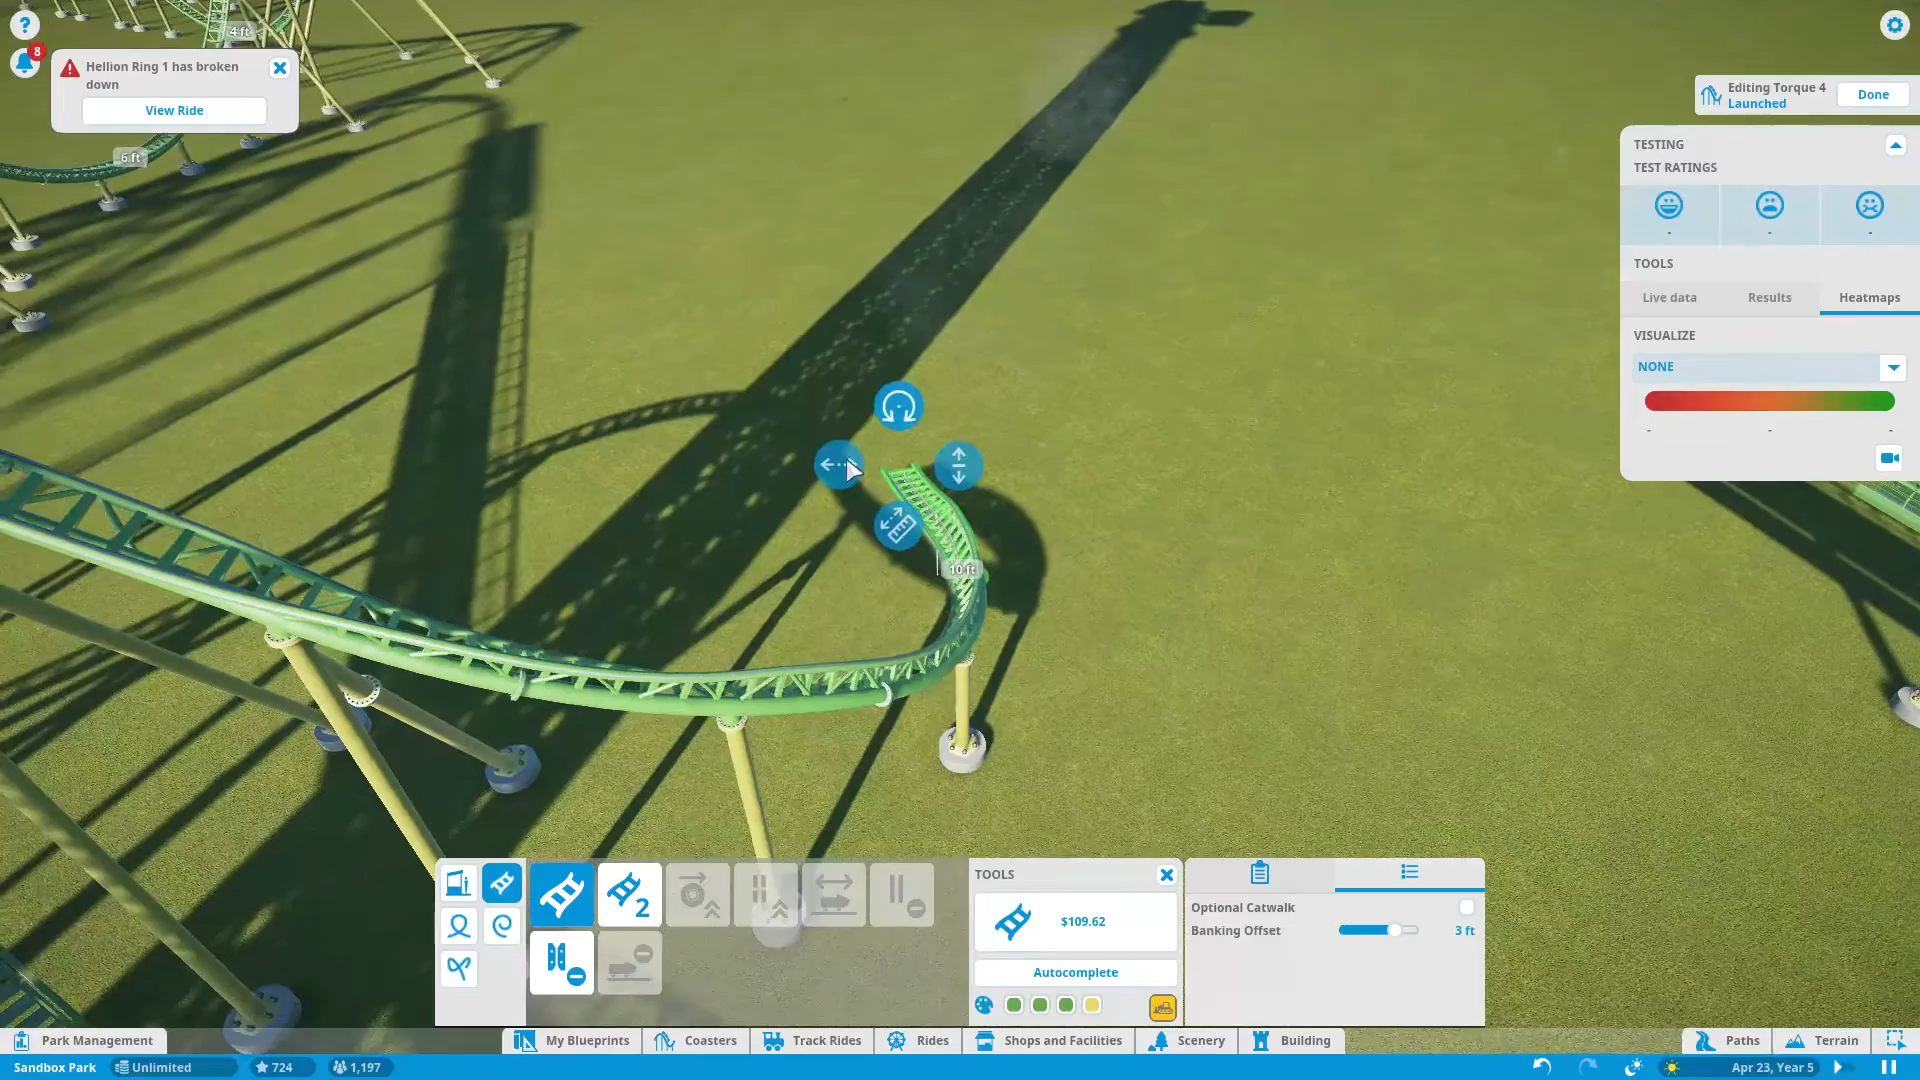 ?
4 ft
8
Hellion Ring 1 has broken
down
View Ride
Editing Torque 4
Launched
Done
6 ft
TESTING
TEST RATINGS
-
-
-
TOOLS
Live data
Results
Heatmaps
VISUALIZE
NONE
-
-
-
10 ft
2
TOOLS
$109.62
Autocomplete
Optional Catwalk
Banking Offset
3 ft
Park Management
My Blueprints
Coasters
Track Rides
Rides
Shops and Facilities
Scenery
Building
Paths
Terrain
Sandbox Park
Unlimited
724
1,197
Apr 23, Year 5